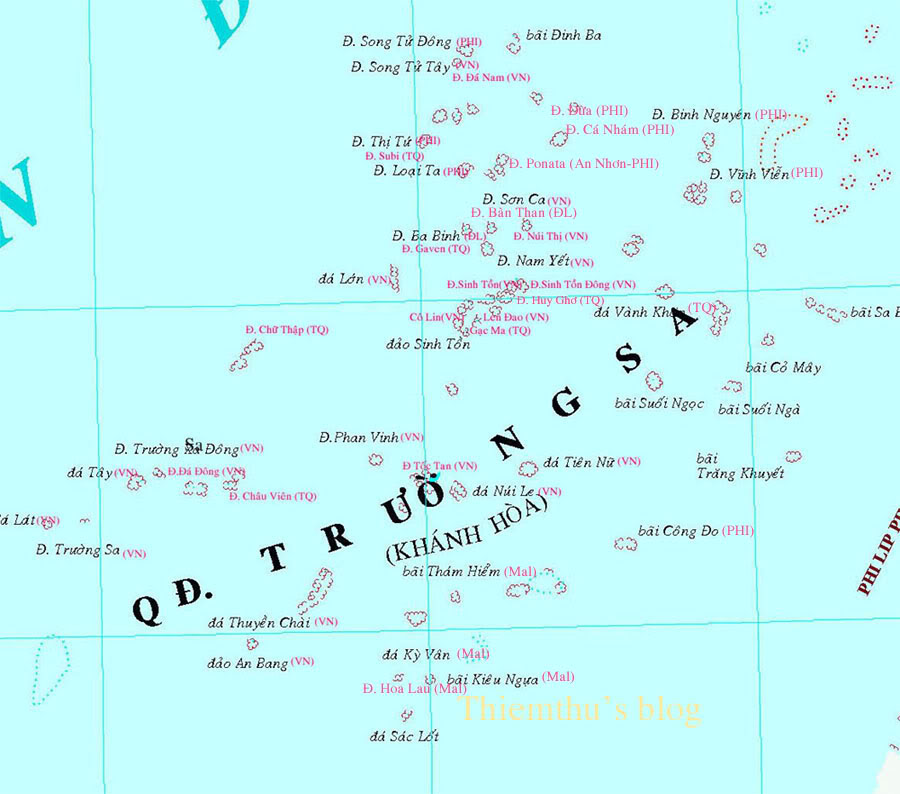 Đ
N
Đ. Song Tử Đông (PHI)
bãi Đinh Ba
Đ. Song Tử Tây (VN)
Đ. Đá Nam (VN)
Đ. Dừa (PHI)
Đ. Bình Nguyên (PHI)
Đ. Cá Nhám (PHI)
Đ. Thị Tứ (PHI)
Đ. Subi (TQ)
Đ. Ponata (An Nhơn-PHI)
Đ. Loại Ta (PHI)
Đ. Vĩnh Viễn (PHI)
Đ. Sơn Ca (VN)
Đ. Bàn Than (ĐL)
Đ. Ba Bình (ĐL)
Đ. Núi Thị (VN)
Đ. Gaven (TQ)
Đ. Nam Yết (VN)
đá Lớn (VN)
Đ.Sinh Tồn(VN)
Đ.Sinh Tồn Đông (VN)
Đ. Huy Ghơ (TQ)
đá Vành Khăn (TQ)
bãi Sa
Cô Lin(VN)
Len Đao (VN)
Đ. Chữ Thập (TQ)
Gạc Ma (TQ)
đảo Sinh Tồn
bãi Cỏ Mây
bãi Suối Ngọc
bãi Suối Ngà
Đ.Phan Vinh (VN)
Đ. Trường Sa Đông (VN)
Đ Tốc Tan (VN)
đá Tiên Nữ (VN)
bãi
Trăng Khuyết
đá Tây (VN)
Đ.Đá Đông (VN)
Đ. Châu Viên (TQ)
đá Núi Le (VN)
đá Lát (VN)
bãi Công Đo (PHI)
Đ. Trường Sa (VN)
QĐ. TRƯỜNG SA
(KHÁNH HÒA)
bãi Thám Hiểm (Mal)
PHI LIP
đá Thuyền Chài (VN)
đảo An Bang (VN)
đá Kỳ Vân (Mal)
bãi Kiêu Ngựa (Mal)
Đ. Hoa Lau (Mal)
Thiemthu's blog
đá Sác Lốt